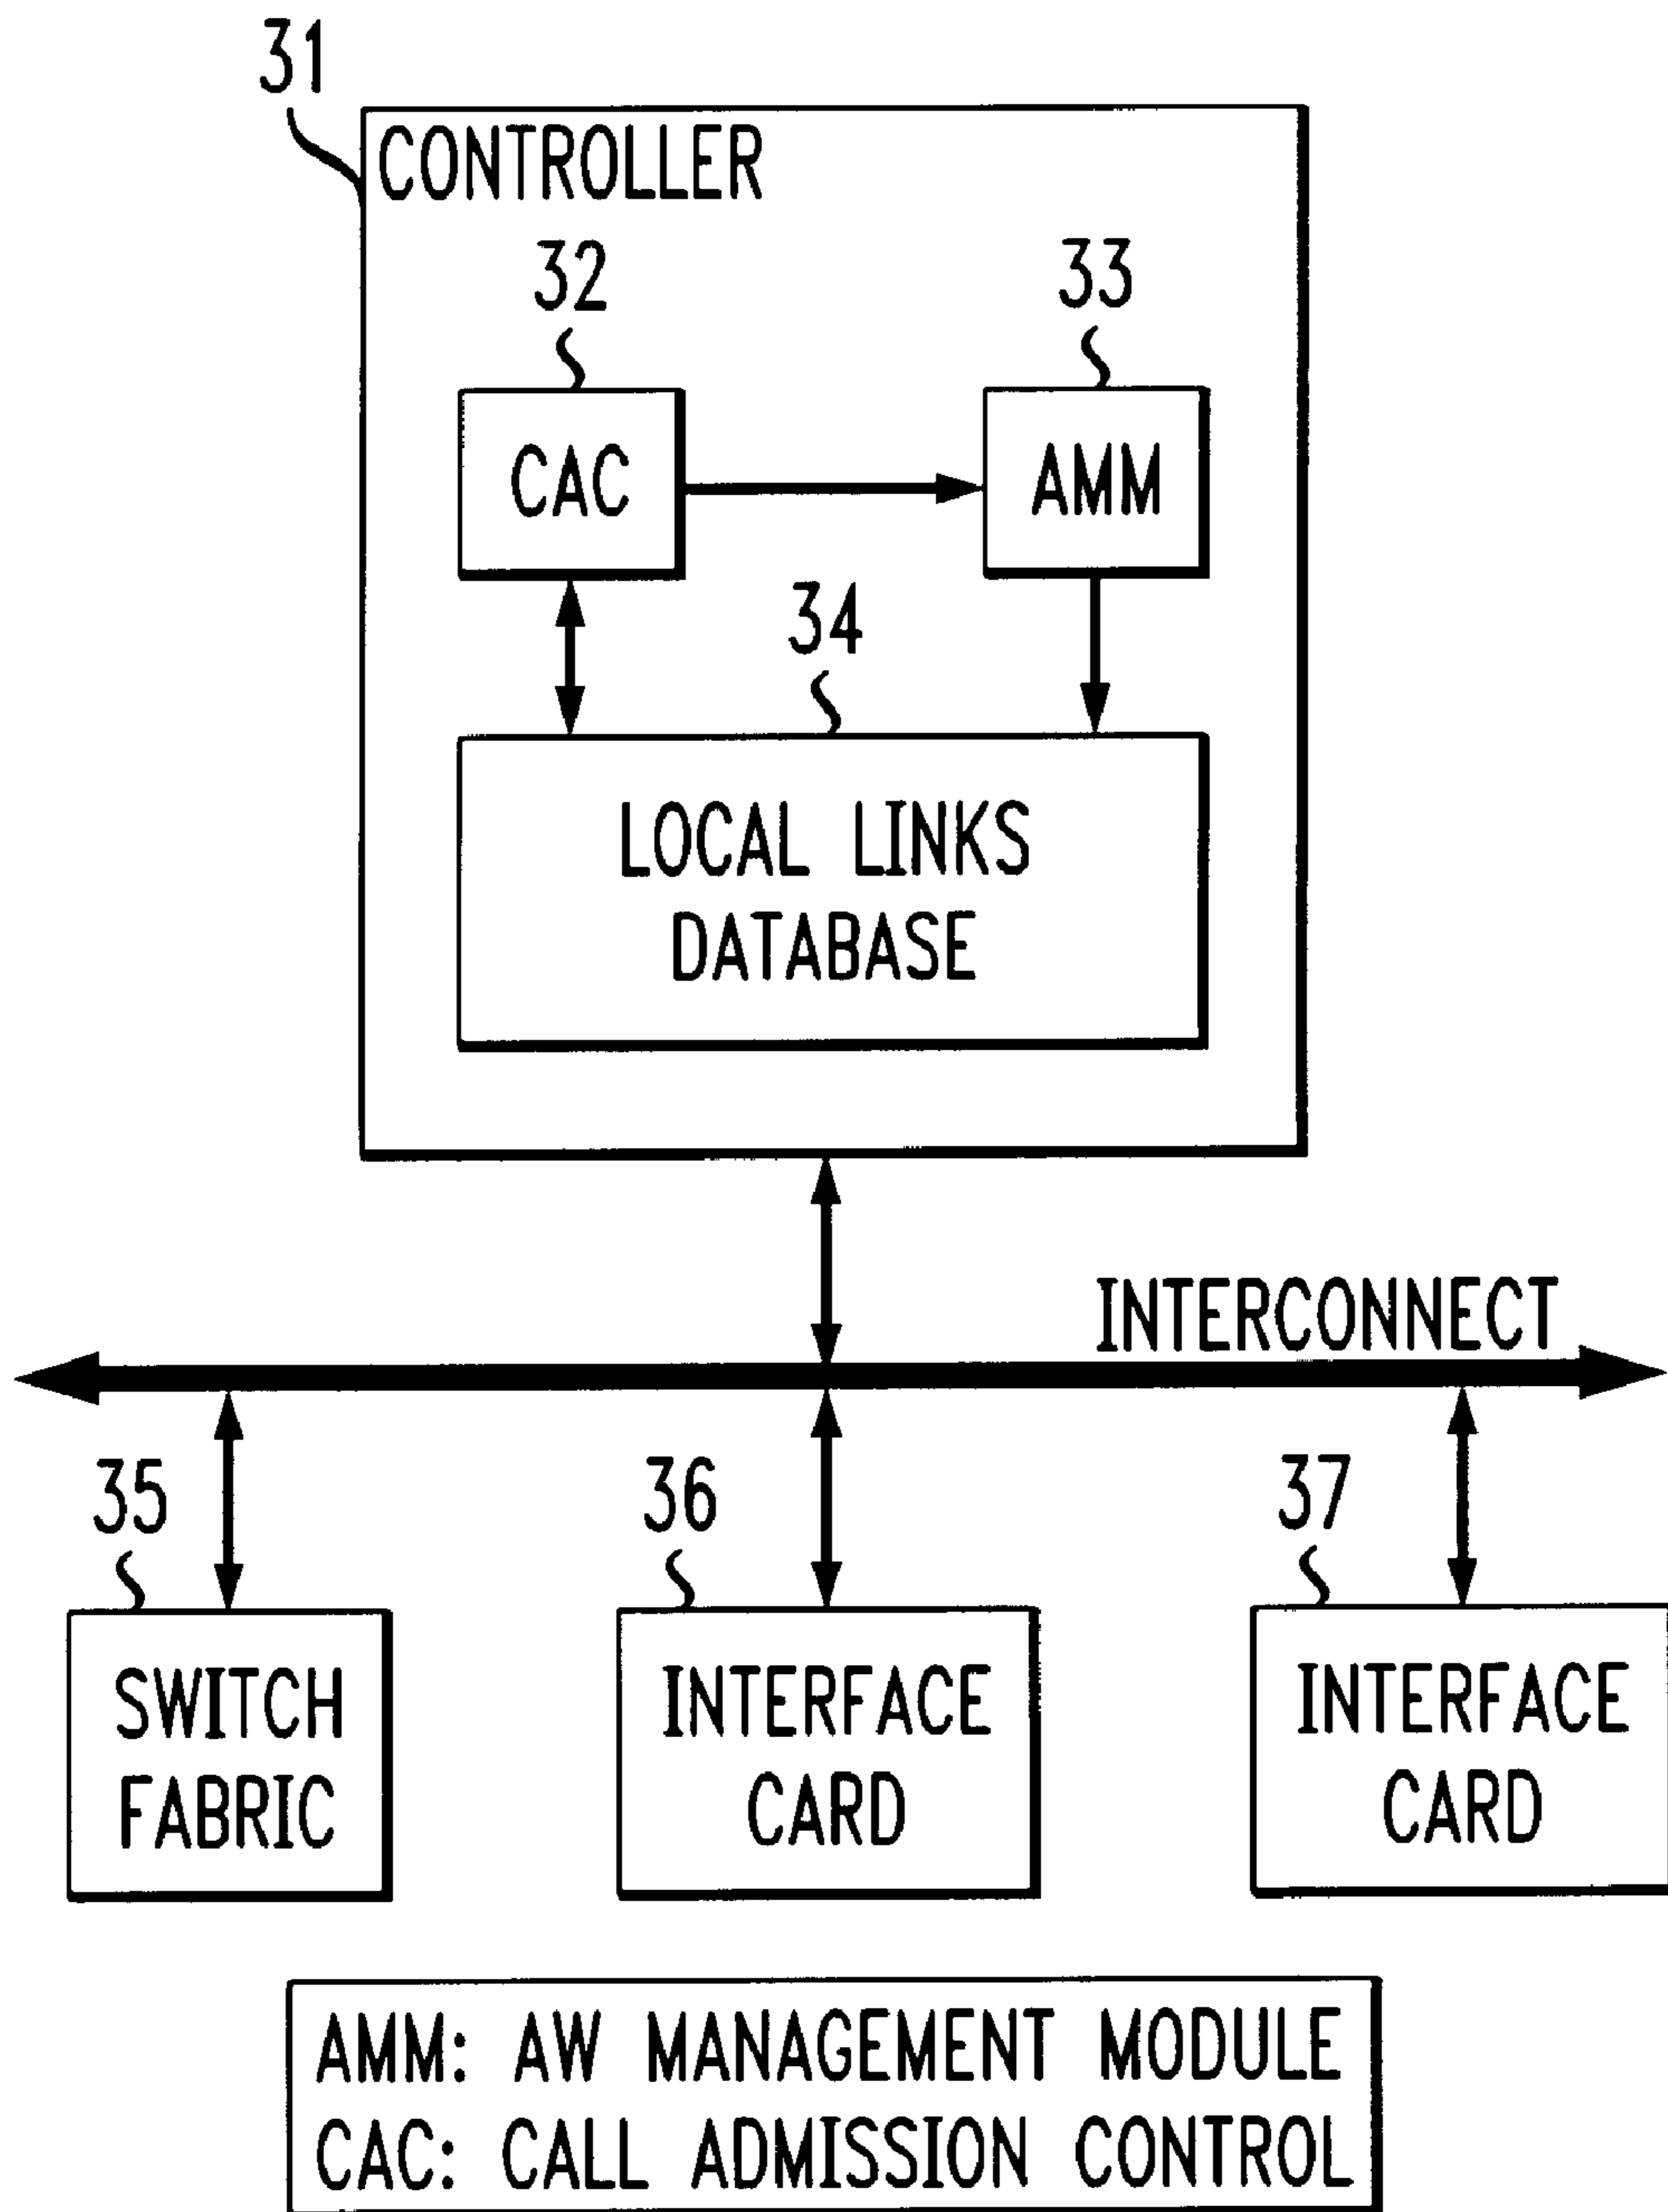 31
CONTROLLER
32
33
CAC
AMM
34
LOCAL LINKS
DATABASE
INTERCONNECT
35
36
37
SWITCH
FABRIC
INTERFACE
CARD
INTERFACE
CARD
AMM: AW MANAGEMENT MODULE
CAC: CALL ADMISSION CONTROL